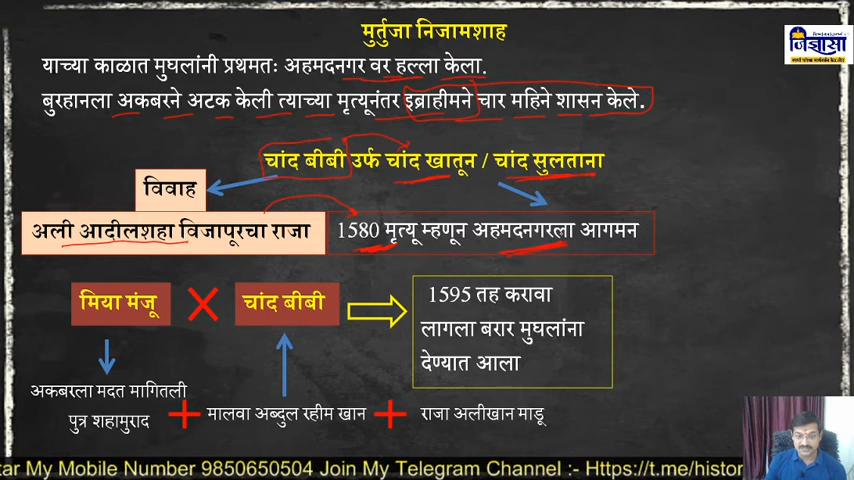 मुर्तुजा निजामशाह
जिज्ञासा
याच्या काळात मुघलांनी प्रथमतः अहमदनगर वर हल्ला केला.
बुरहानला अकबरने अटक केली त्याच्या मृत्यूनंतर इब्राहीमने चार महिने शासन केले.
चांद बीबी उर्फ चांद खातून / चांद सुलताना
विवाह
अली आदीलशहा विजापूरचा राजा
1580 मृत्यू म्हणून अहमदनगरला आगमन
मिया मंजू
चांद बीबी
1595 तह करावा
लागला बरार मुघलांना
देण्यात आला
अकबरला मदत मागितली
पुत्र शहामुराद
मालवा अब्दुल रहीम खान
राजा अलीखान माडू
tar My Mobile Number 9850650504 Join My Telegram Channel :- Https://t.me/histor